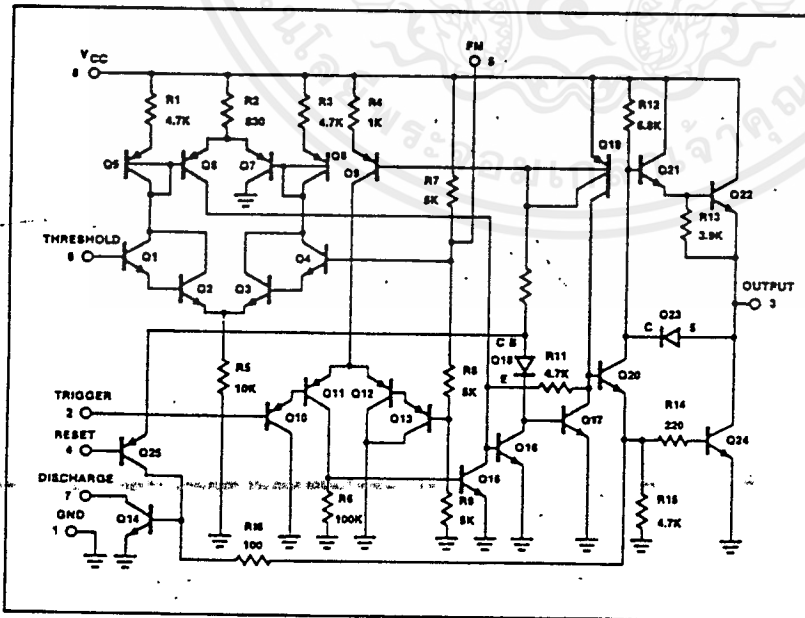 VCC
8
FM
5
R1
4.7K
R2
830
R3
4.7K
R4
1K
R12
6.8K
Q5
Q6
Q7
Q8
Q9
Q19
Q21
Q22
R7
5K
R13
3.9K
THRESHOLD
6
Q1
Q2
Q3
Q4
OUTPUT
3
Q23
C
E
C B
Q18
E
R11
4.7K
Q20
R5
10K
R8
5K
TRIGGER
2
Q10
Q11
Q12
Q13
Q17
Q16
R14
220
Q24
RESET
4
Q25
Q15
DISCHARGE
7
R6
100K
R9
5K
R15
4.7K
GND
1
Q14
R16
100